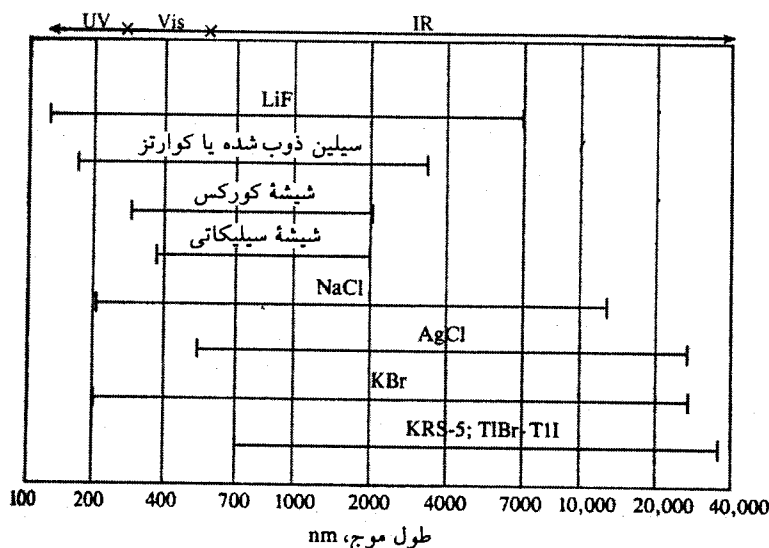 UV Vis IR
LiF
سیلین ذوب شده یا کوارتز
شیشهٔ کورکس
شیشهٔ سیلیکاتی
NaCl
AgCl
KBr
KRS-5; TlBr-T1I
100 200 400 700 1000 2000 4000 7000 10,000 20,000 40,000
طول موج، nm